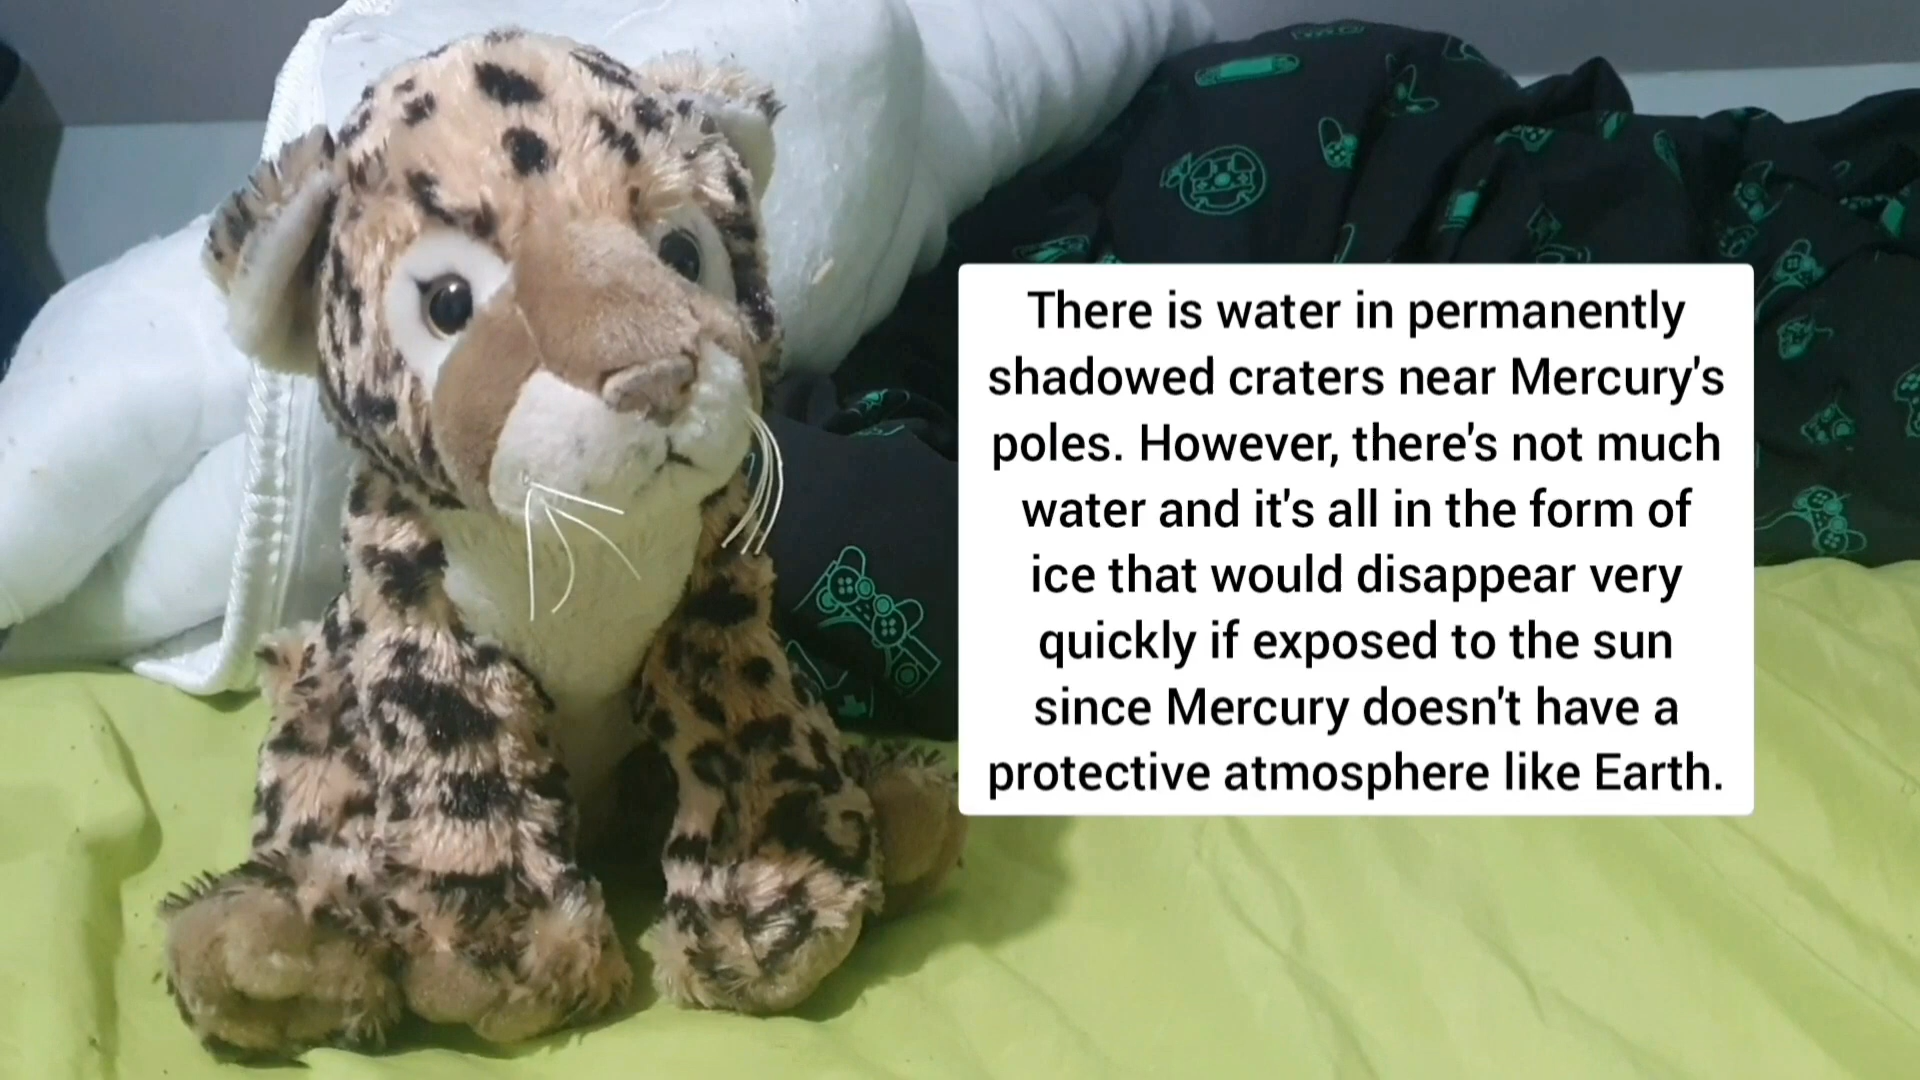 There is water in permanently
shadowed craters near Mercury's
poles. However, there's not much
water and it's all in the form of
ice that would disappear very
quickly if exposed to the sun
since Mercury doesn't have a
protective atmosphere like Earth.